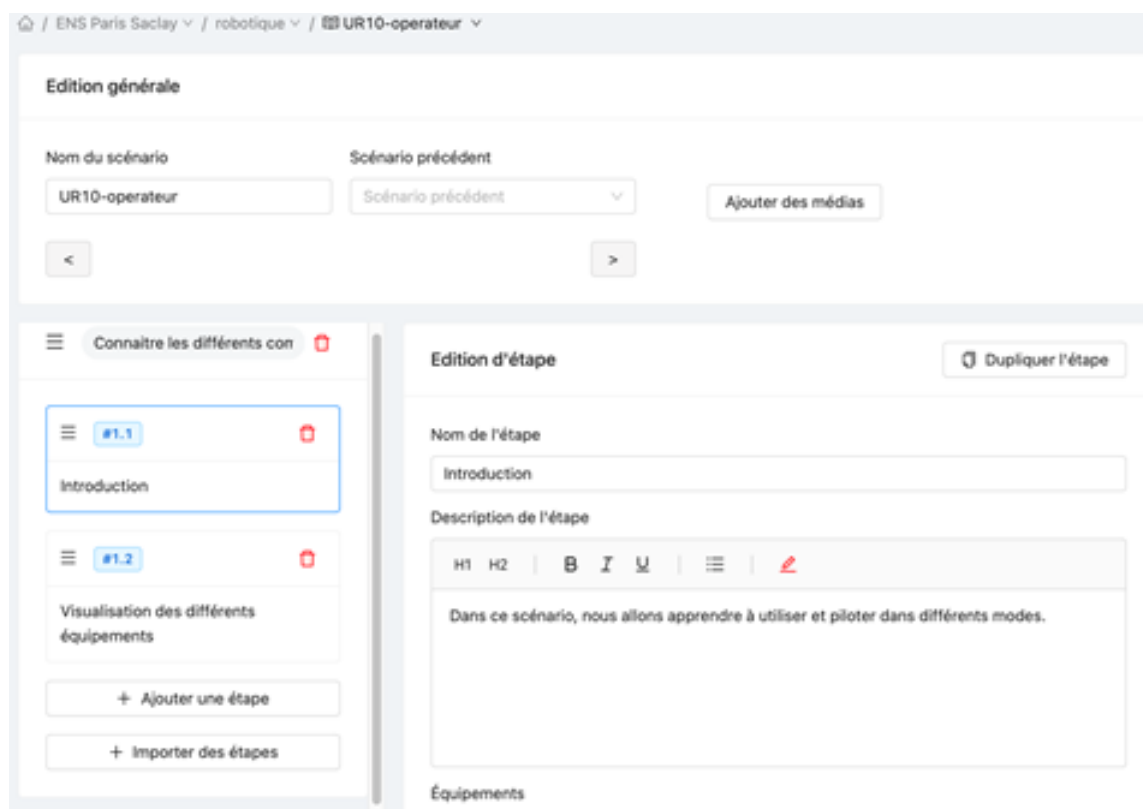 / ENS Paris Saclay / robotique / UR10-operateur
Edition générale
Nom du scénario
Scénario précédent
UR10-operateur
Scénario précédent
Ajouter des médias
<
>
Connaitre les différents con
#1.1
Introduction
#1.2
Visualisation des différents
équipements
+ Ajouter une étape
+ Importer des étapes
Edition d'étape
Dupliquer l'étape
Nom de l'étape
Introduction
Description de l'étape
H1 H2 B I U
Dans ce scénario, nous allons apprendre à utiliser et piloter dans différents modes.
Équipements